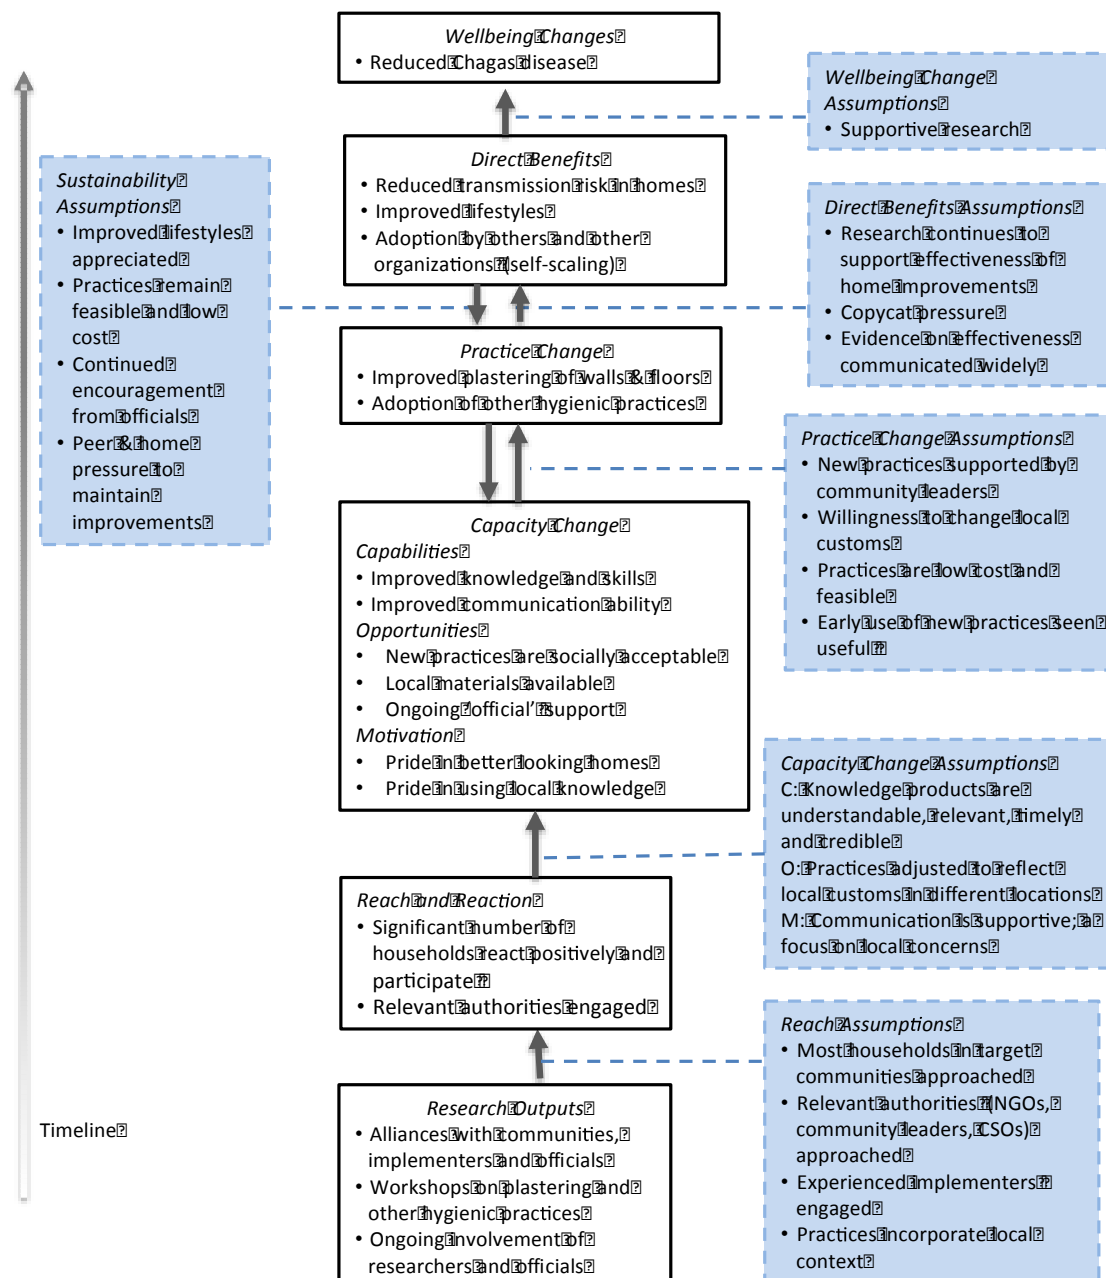 Wellbeing Changes
• Reduced Chagas disease
Wellbeing Change
Assumptions
• Supportive research
Direct Benefits
• Reduced transmission risk in homes
• Improved lifestyles
• Adoption by others and other
organizations (self-scaling)
Sustainability
Assumptions
• Improved lifestyles
appreciated
• Practices remain
feasible and low
cost
• Continued
encouragement
from officials
• Peer & home
pressure to
maintain
improvements
Direct Benefits Assumptions
• Research continues to
support effectiveness of
home improvements
• Copycat pressure
• Evidence on effectiveness
communicated widely
Practice Change
• Improved plastering of walls & floors
• Adoption of other hygienic practices
Practice Change Assumptions
• New practices supported by
community leaders
• Willingness to change local
customs
• Practices are low cost and
feasible
• Early use of new practices seen
useful
Capacity Change
Capabilities
• Improved knowledge and skills
• Improved communication ability
Opportunities
• New practices are socially acceptable
• Local materials available
• Ongoing 'official' support
Motivation
• Pride in better looking homes
• Pride in using local knowledge
Capacity Change Assumptions
C: Knowledge products are
understandable, relevant, timely
and credible
O: Practices adjusted to reflect
local customs in different locations
M: Communication is supportive; a
focus on local concerns
Reach and Reaction
• Significant number of
households react positively and
participate
• Relevant authorities engaged
Reach Assumptions
• Most households in target
communities approached
• Relevant authorities (NGOs,
community leaders, CSOs)
approached
• Experienced implementers
engaged
• Practices incorporate local
context
Research Outputs
• Alliances with communities,
implementers and officials
• Workshops on plastering and
other hygienic practices
• Ongoing involvement of
researchers and officials
Timeline